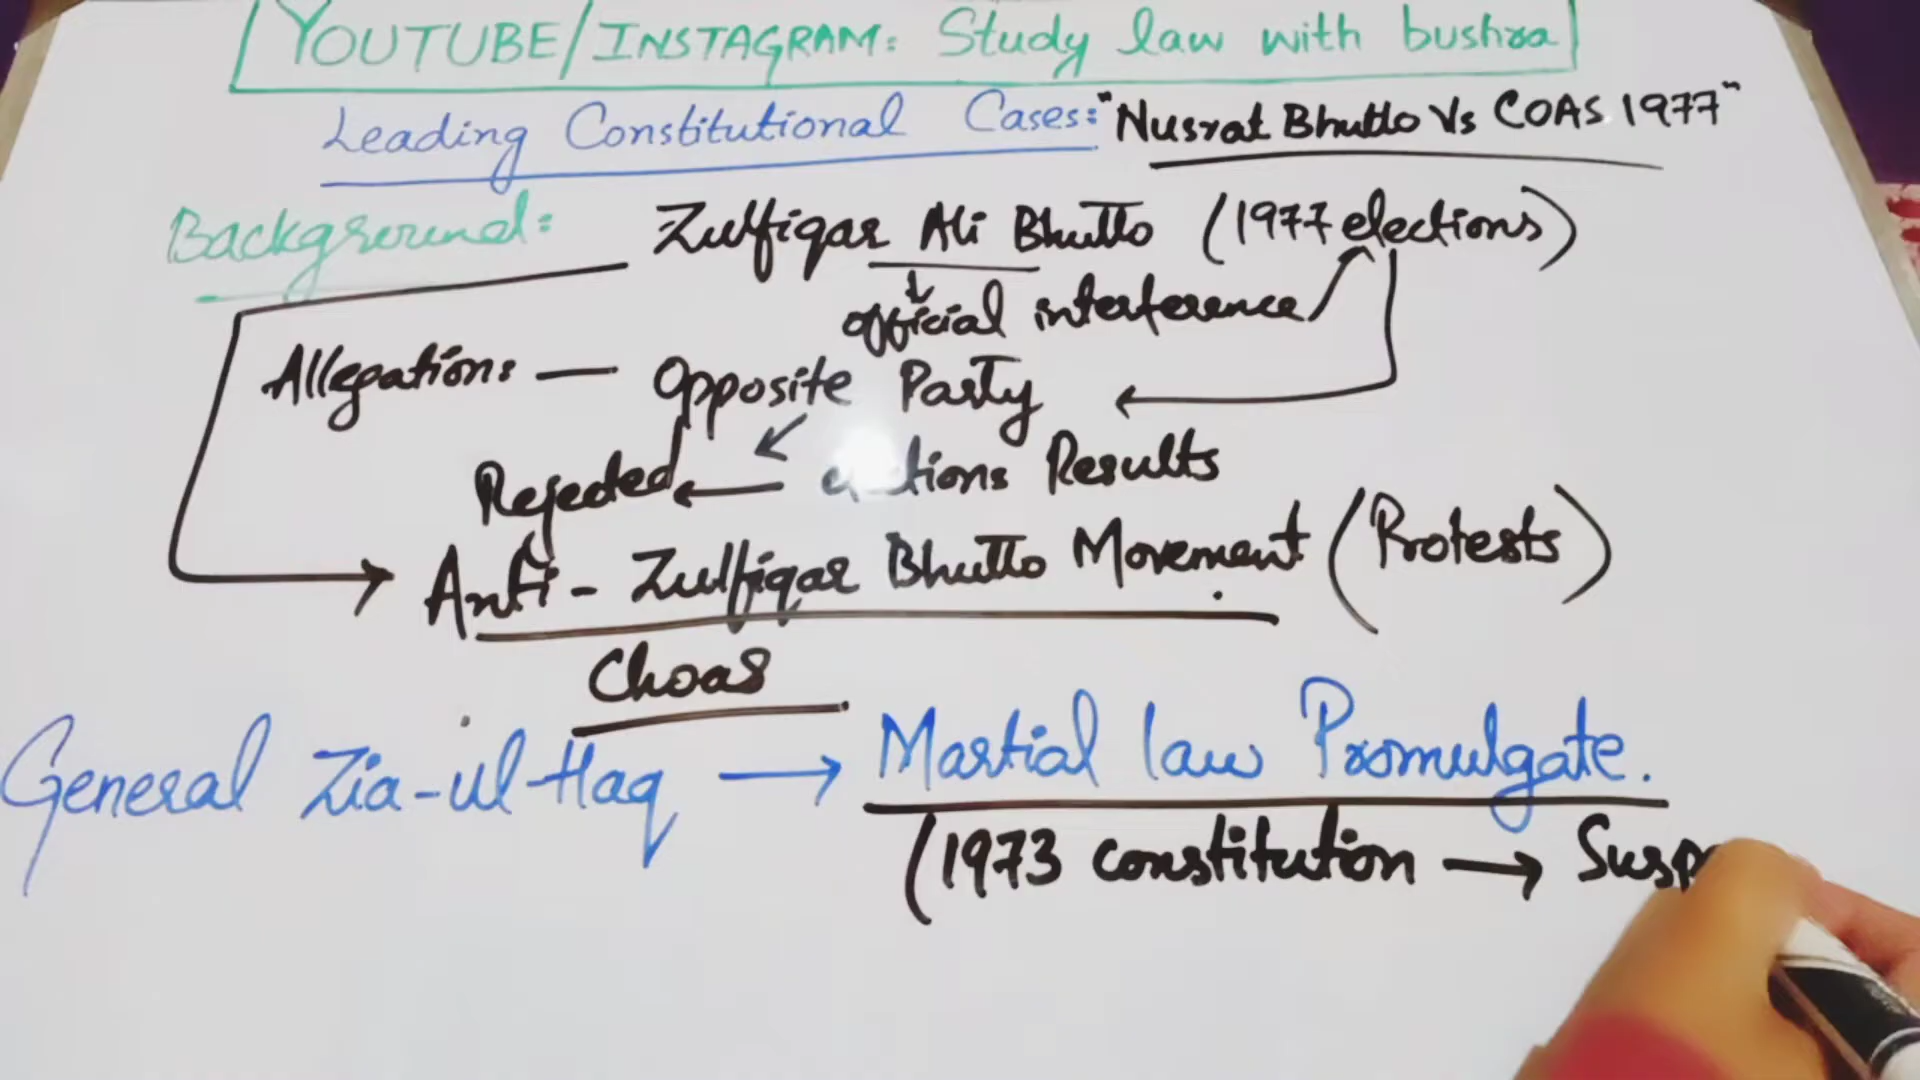 YOUTUBE/INSTAGRAM: Study law with bushra
Leading Constitutional Cases: "Nusrat Bhutto Vs COAS 1977"
Background: Zulfiqar Ali Bhutto (1977 elections)
official interference
Allegation: — Opposite Party
Rejected ← elections Results
Anti - Zulfiqar Bhutto Movement (Protests)
Choas
General Zia-ul-Haq → Martial law Promulgate.
(1973 constitution → Susp